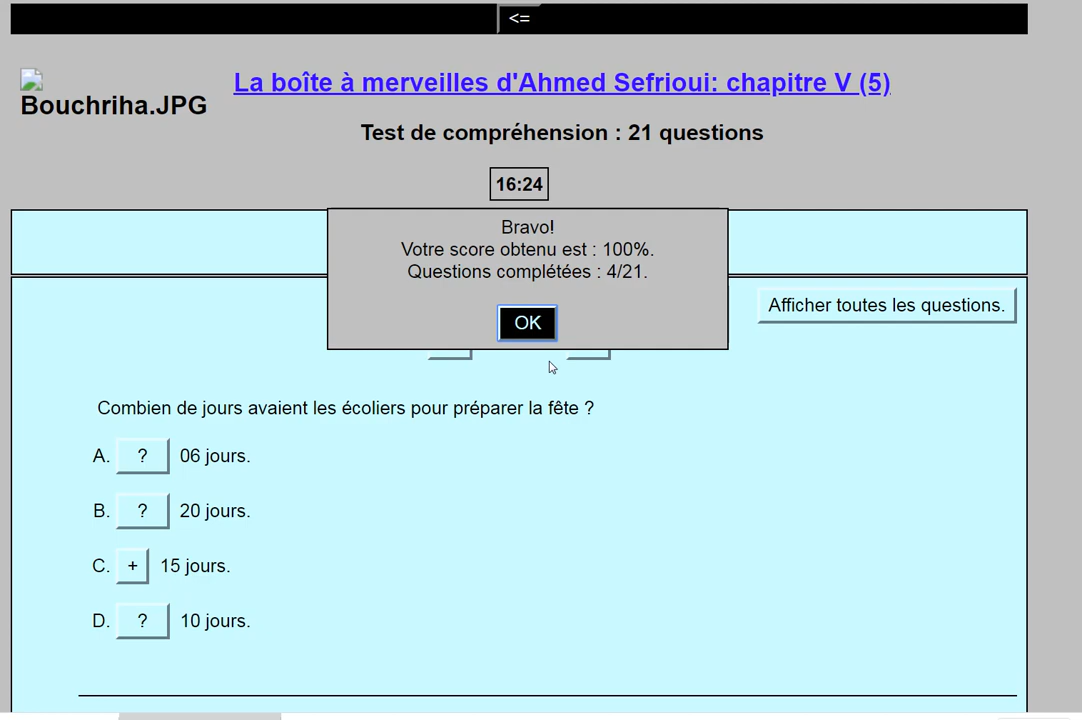 <=
Bouchriha.JPG
La boîte à merveilles d'Ahmed Sefrioui: chapitre V (5)
Test de compréhension : 21 questions
16:24
Bravo!
Votre score obtenu est : 100%.
Questions complétées : 4/21.
OK
Afficher toutes les questions.
Combien de jours avaient les écoliers pour préparer la fête ?
A. ? 06 jours.
B. ? 20 jours.
C. + 15 jours.
D. ? 10 jours.